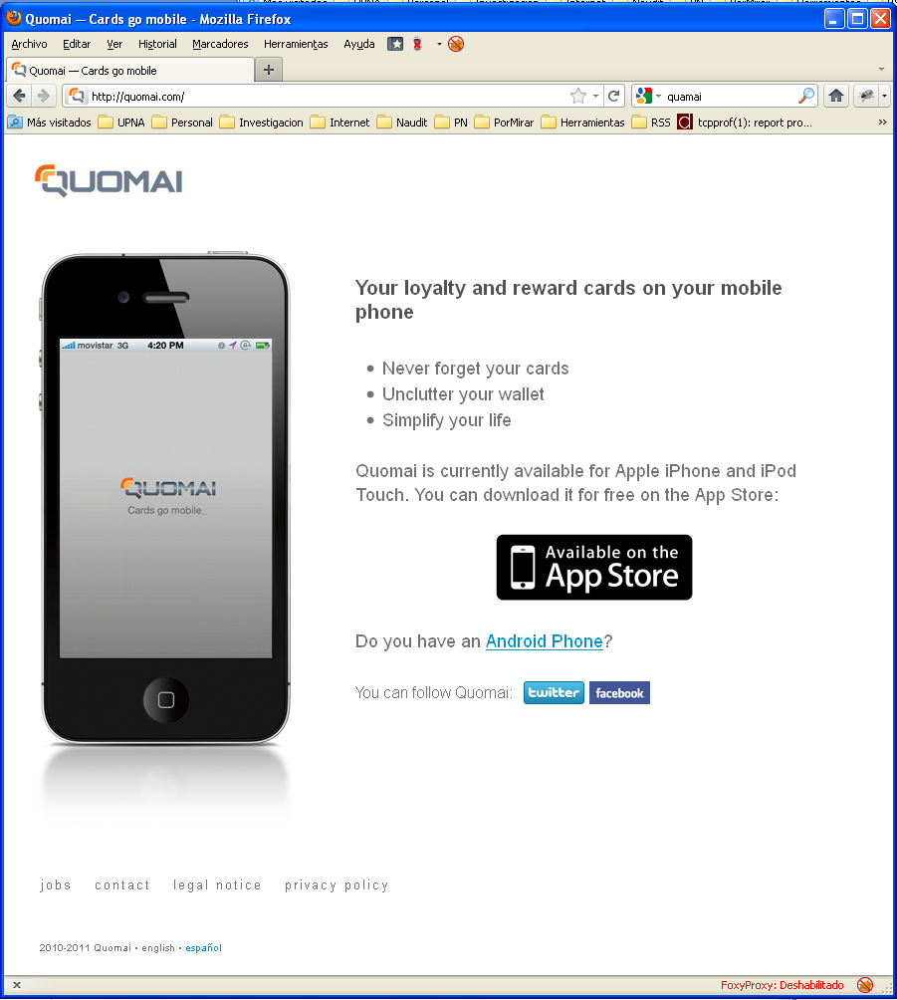 Quomai — Cards go mobile - Mozilla Firefox
Archivo Editar Ver Historial Marcadores Herramientas Ayuda
Quomai — Cards go mobile
http://quomai.com/ quamai
Más visitados UPNA Personal Investigacion Internet Naudit PN PorMirar Herramientas RSS tcpprof(1): report pro... »
QUOMAI
Your loyalty and reward cards on your mobile
phone
movistar 3G 4:20 PM
• Never forget your cards
• Unclutter your wallet
• Simplify your life
Quomai is currently available for Apple iPhone and iPod
Touch. You can download it for free on the App Store:
QUOMAI
Cards go mobile_
Available on the
App Store
Do you have an Android Phone?
You can follow Quomai: twitter facebook
jobs contact legal notice privacy policy
2010-2011 Quomai • english • español
FoxyProxy: Deshabilitado